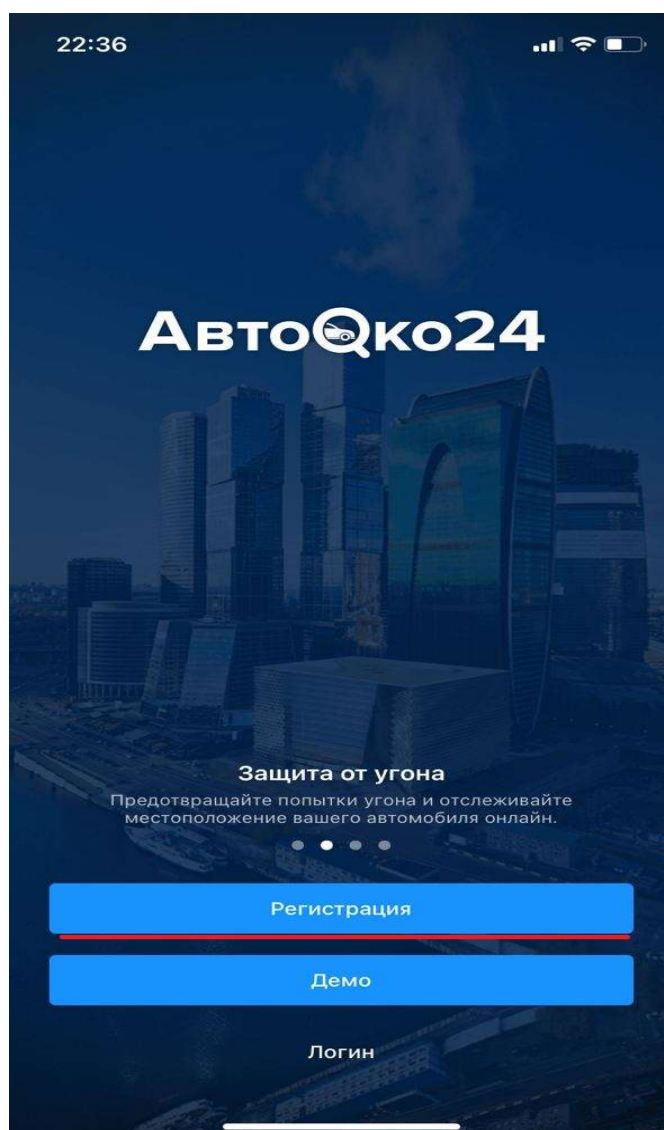 22:36
АвтоОко24
Защита от угона
Предотвращайте попытки угона и отслеживайте
местоположение вашего автомобиля онлайн.
Регистрация
Демо
Логин